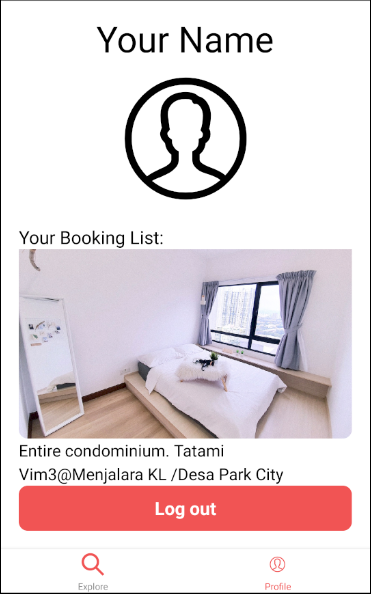 Your Name
Your Booking List:
Entire condominium. Tatami
Vim3@Menjalara KL /Desa Park City
Log out
Explore
Profile